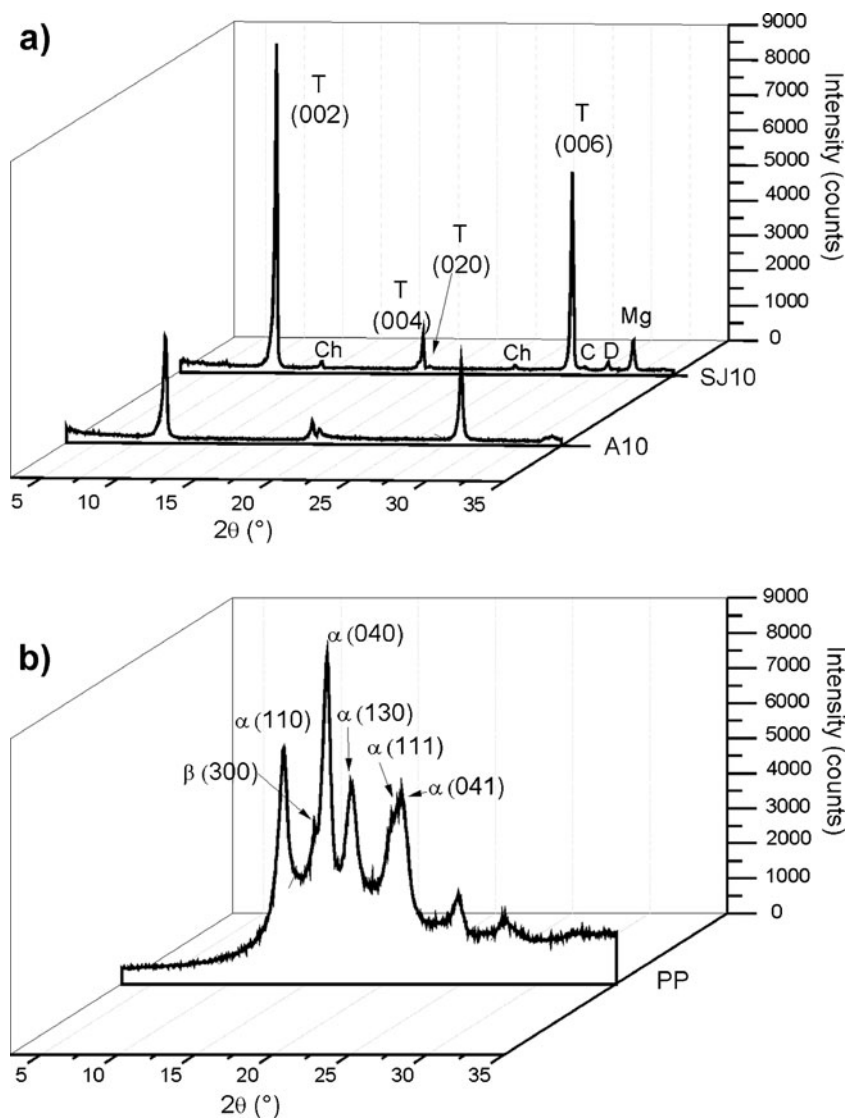 a)
9000
8000
7000
6000
5000
4000
3000
2000
1000
0
Intensity (counts)
T
(002)
T
(006)
T
(020)
T
(004)
Ch
Ch
C
D
Mg
SJ10
A10
5
10
15
20
25
30
35
2θ (°)
b)
9000
8000
7000
6000
5000
4000
3000
2000
1000
0
Intensity (counts)
α (040)
α (110)
α (130)
α (111)
β (300)
α (041)
PP
5
10
15
20
25
30
35
2θ (°)